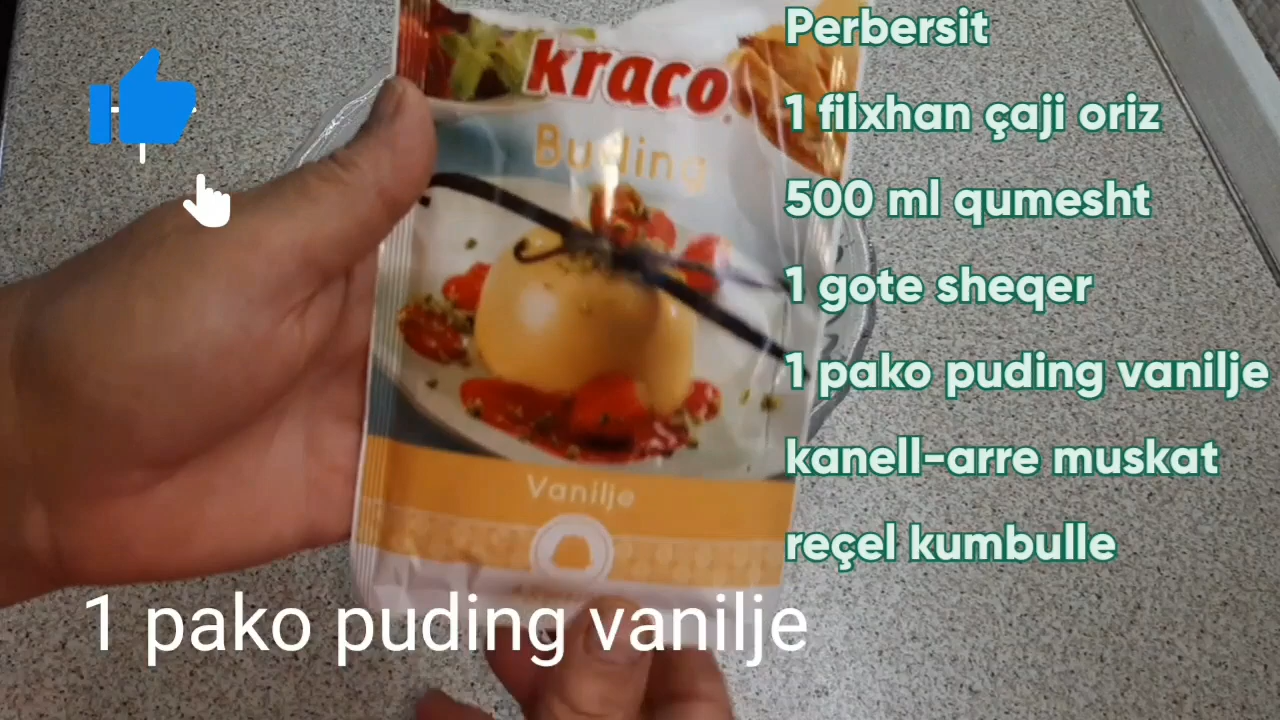 Perbersit
kraco
1 filxhan çaji oriz
Buding
500 ml qumesht
1 gote sheqer
1 pako puding vanilje
kanell-arre muskat
Vanilje
reçel kumbulle
1 pako puding vanilje